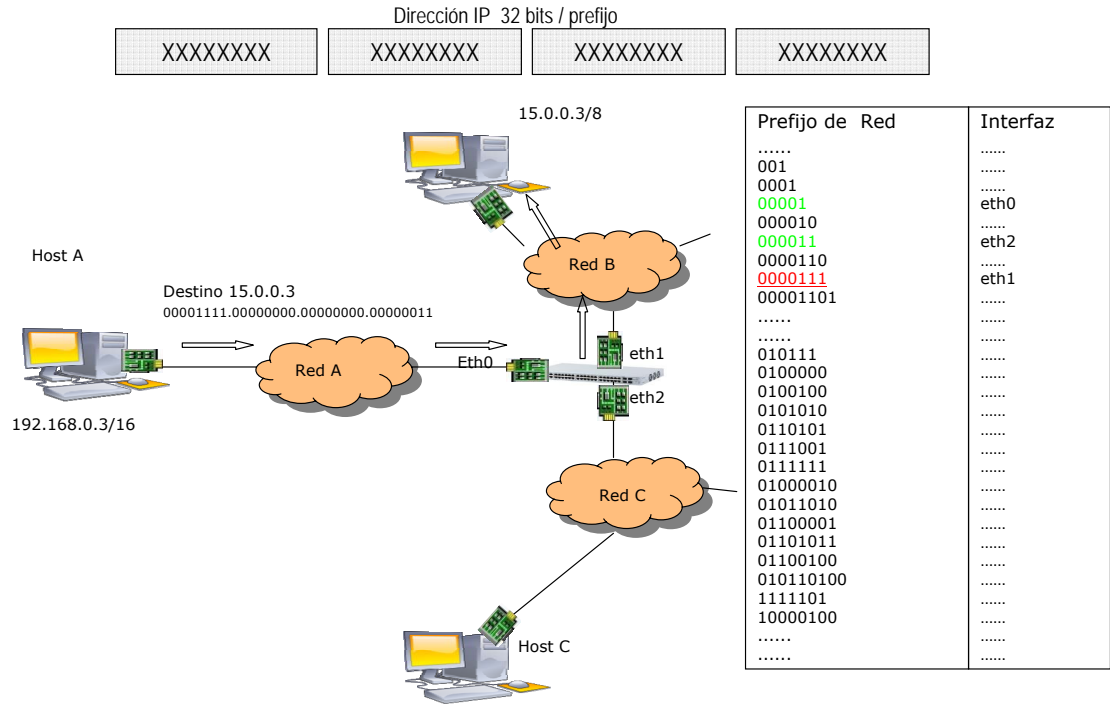 Dirección IP 32 bits / prefijo
XXXXXXXX XXXXXXXX XXXXXXXX XXXXXXXX
15.0.0.3/8
Host A
Destino 15.0.0.3
00001111.00000000.00000000.00000011
192.168.0.3/16
Red A
Eth0
Red B
eth1
eth2
Red C
Host C
Prefijo de Red Interfaz
...... ......
001 ......
0001 ......
00001 eth0
000010 ......
000011 eth2
0000110 ......
0000111 eth1
00001101 ......
...... ......
...... ......
010111 ......
0100000 ......
0100100 ......
0101010 ......
0110101 ......
0111001 ......
0111111 ......
01000010 ......
01011010 ......
01100001 ......
01101011 ......
01100100 ......
010110100 ......
1111101 ......
10000100 ......
...... ......
...... ......